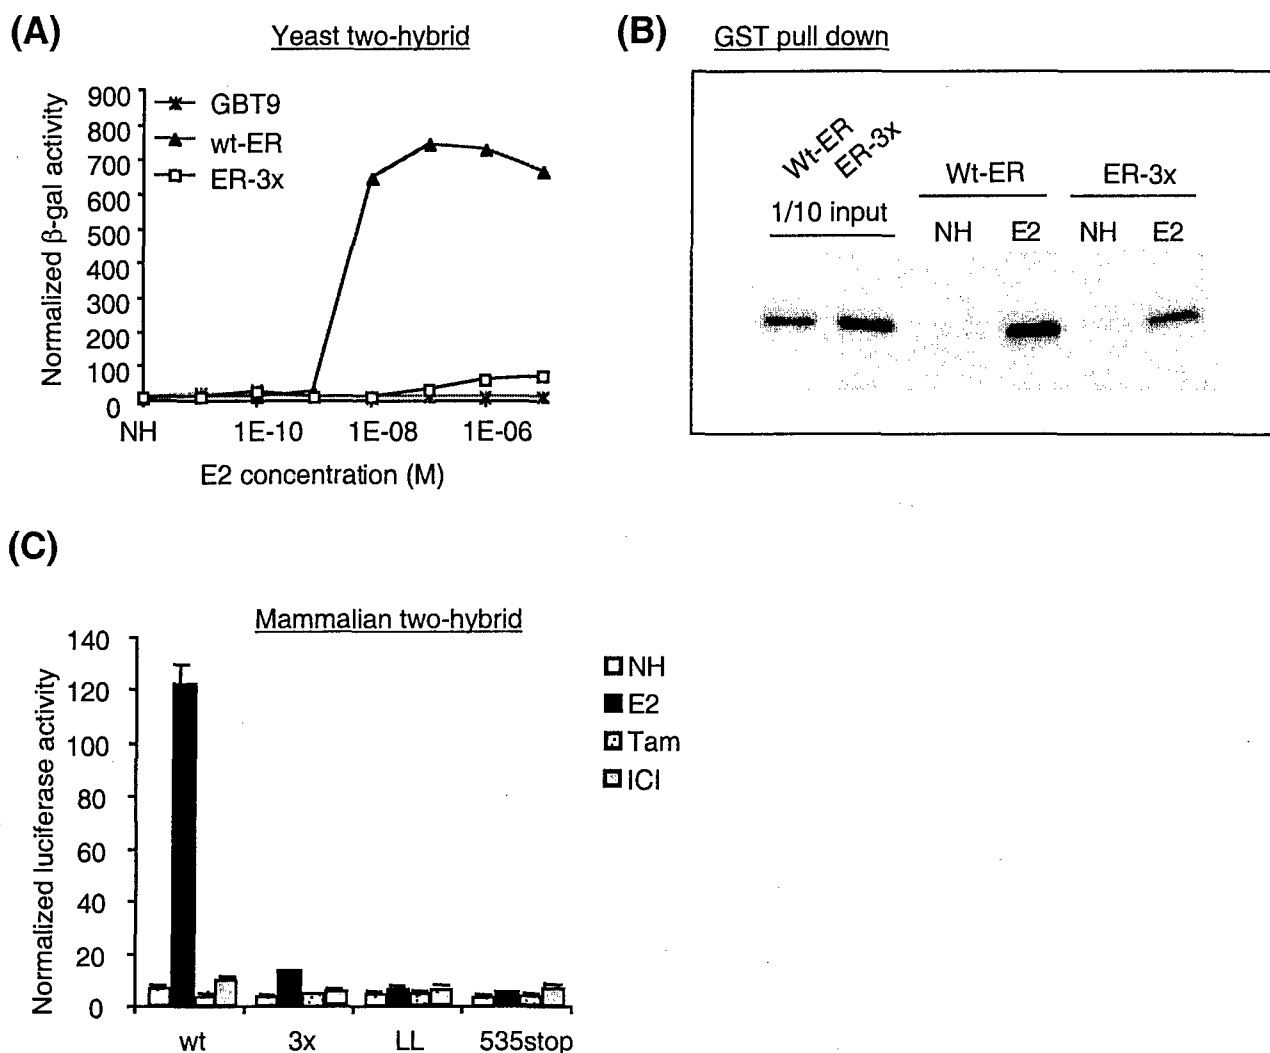 (A)
Yeast two-hybrid
Normalized β-gal activity
900
800
700
600
500
400
300
200
100
0
GBT9
wt-ER
ER-3x
NH 1E-10 1E-08 1E-06
E2 concentration (M)
(B)
GST pull down
Wt-ER
ER-3x
1/10 input
Wt-ER ER-3x
NH E2 NH E2
(C)
Mammalian two-hybrid
Normalized luciferase activity
140
120
100
80
60
40
20
0
NH
E2
Tam
ICI
wt 3x LL 535stop